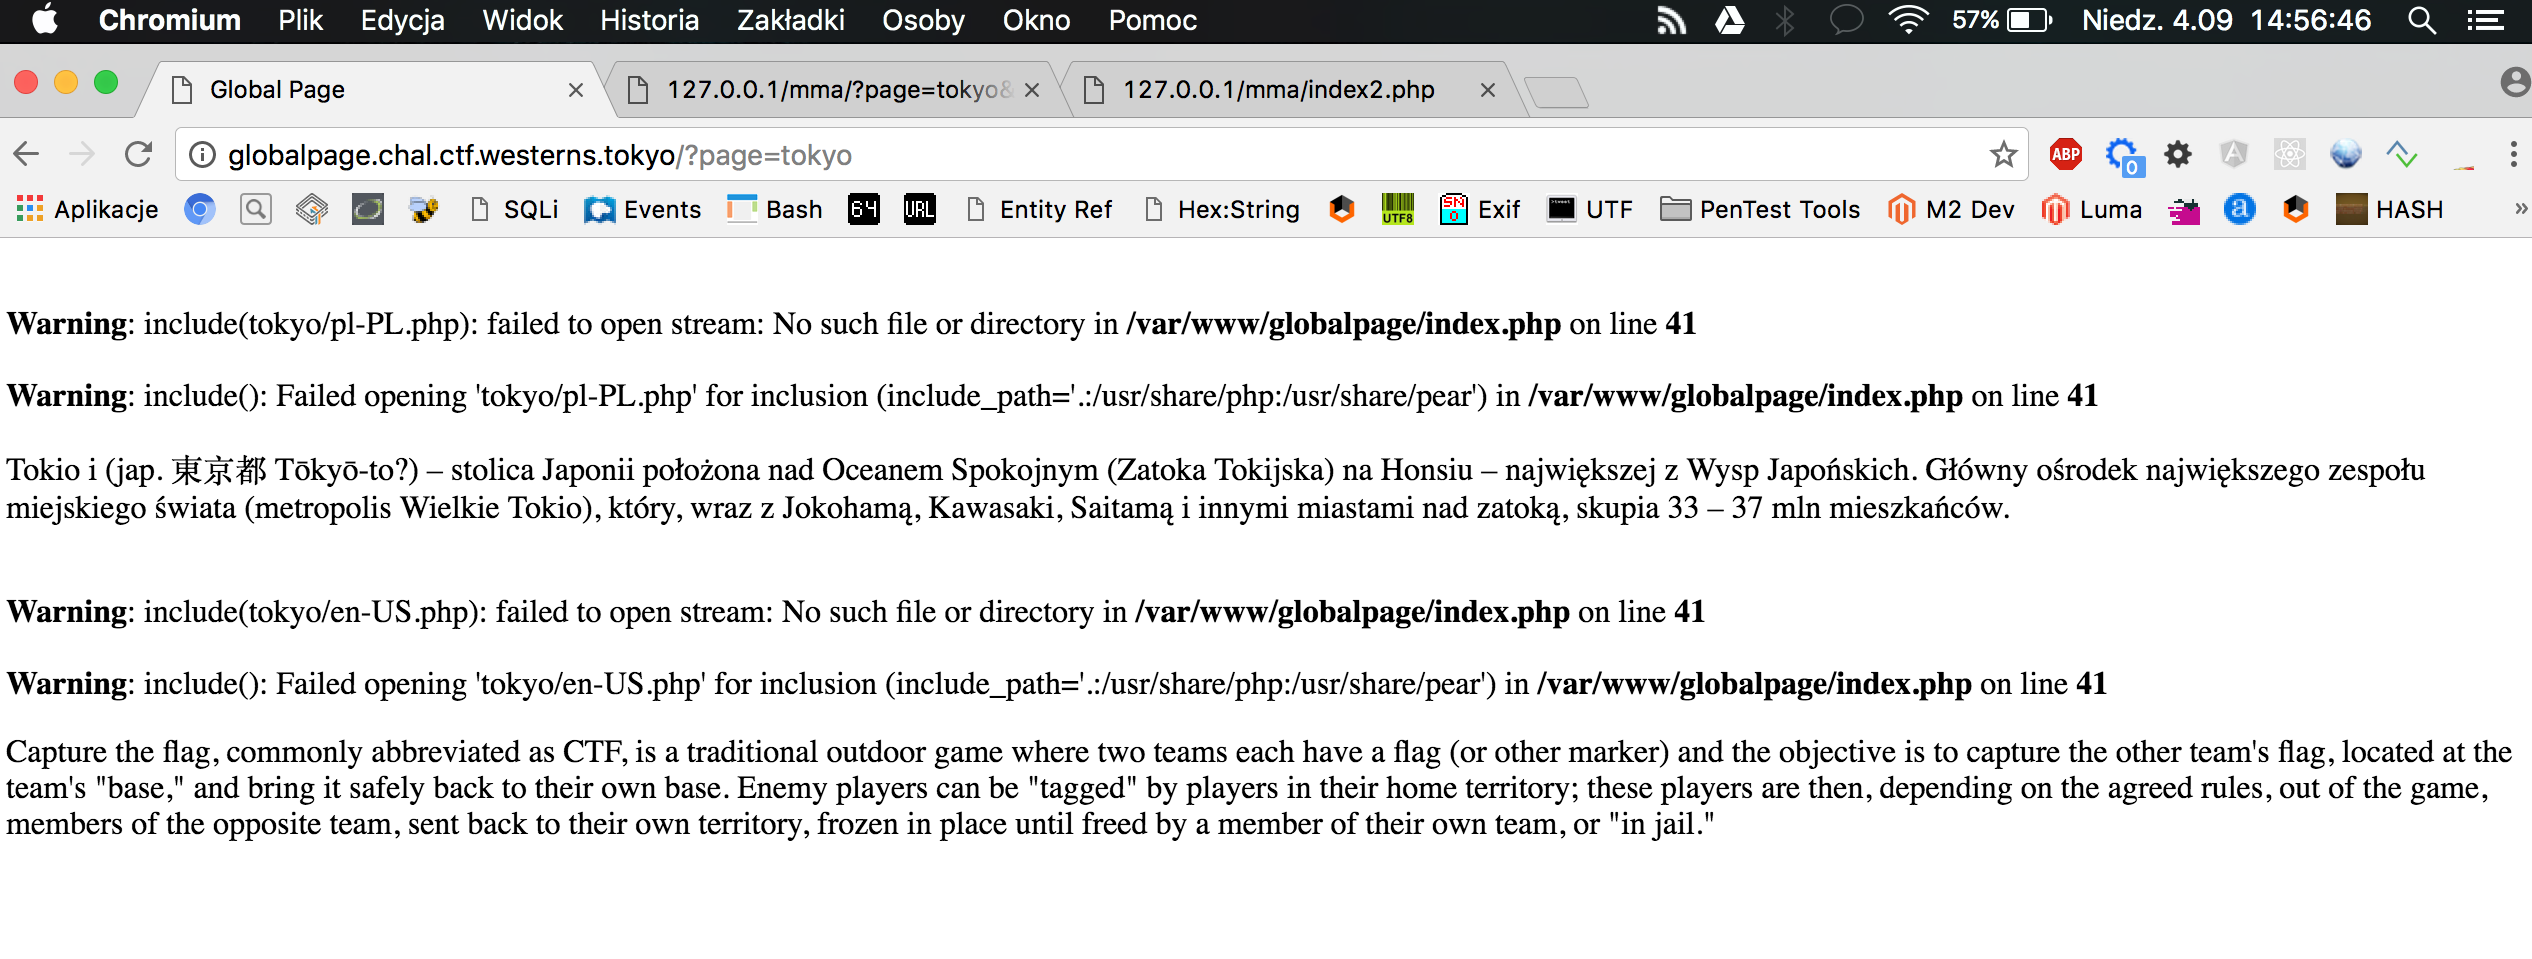 Chromium Plik Edycja Widok Historia Zakładki Osoby Okno Pomoc 57% Niedz. 4.09 14:56:46
Global Page 127.0.0.1/mma/?page=tokyo& 127.0.0.1/mma/index2.php
globalpage.chal.ctf.westerns.tokyo/?page=tokyo ABP 0
Aplikacje SQLi Events Bash 64 URL Entity Ref Hex:String UTF8 Exif UTF PenTest Tools M2 Dev Luma a HASH »
Warning: include(tokyo/pl-PL.php): failed to open stream: No such file or directory in /var/www/globalpage/index.php on line 41
Warning: include(): Failed opening 'tokyo/pl-PL.php' for inclusion (include_path='.:/usr/share/php:/usr/share/pear') in /var/www/globalpage/index.php on line 41
Tokio i (jap. 東京都 Tōkyō-to?) – stolica Japonii położona nad Oceanem Spokojnym (Zatoka Tokijska) na Honsiu – największej z Wysp Japońskich. Główny ośrodek największego zespołu
miejskiego świata (metropolis Wielkie Tokio), który, wraz z Jokohamą, Kawasaki, Saitamą i innymi miastami nad zatoką, skupia 33 – 37 mln mieszkańców.
Warning: include(tokyo/en-US.php): failed to open stream: No such file or directory in /var/www/globalpage/index.php on line 41
Warning: include(): Failed opening 'tokyo/en-US.php' for inclusion (include_path='.:/usr/share/php:/usr/share/pear') in /var/www/globalpage/index.php on line 41
Capture the flag, commonly abbreviated as CTF, is a traditional outdoor game where two teams each have a flag (or other marker) and the objective is to capture the other team's flag, located at the
team's "base," and bring it safely back to their own base. Enemy players can be "tagged" by players in their home territory; these players are then, depending on the agreed rules, out of the game,
members of the opposite team, sent back to their own territory, frozen in place until freed by a member of their own team, or "in jail."